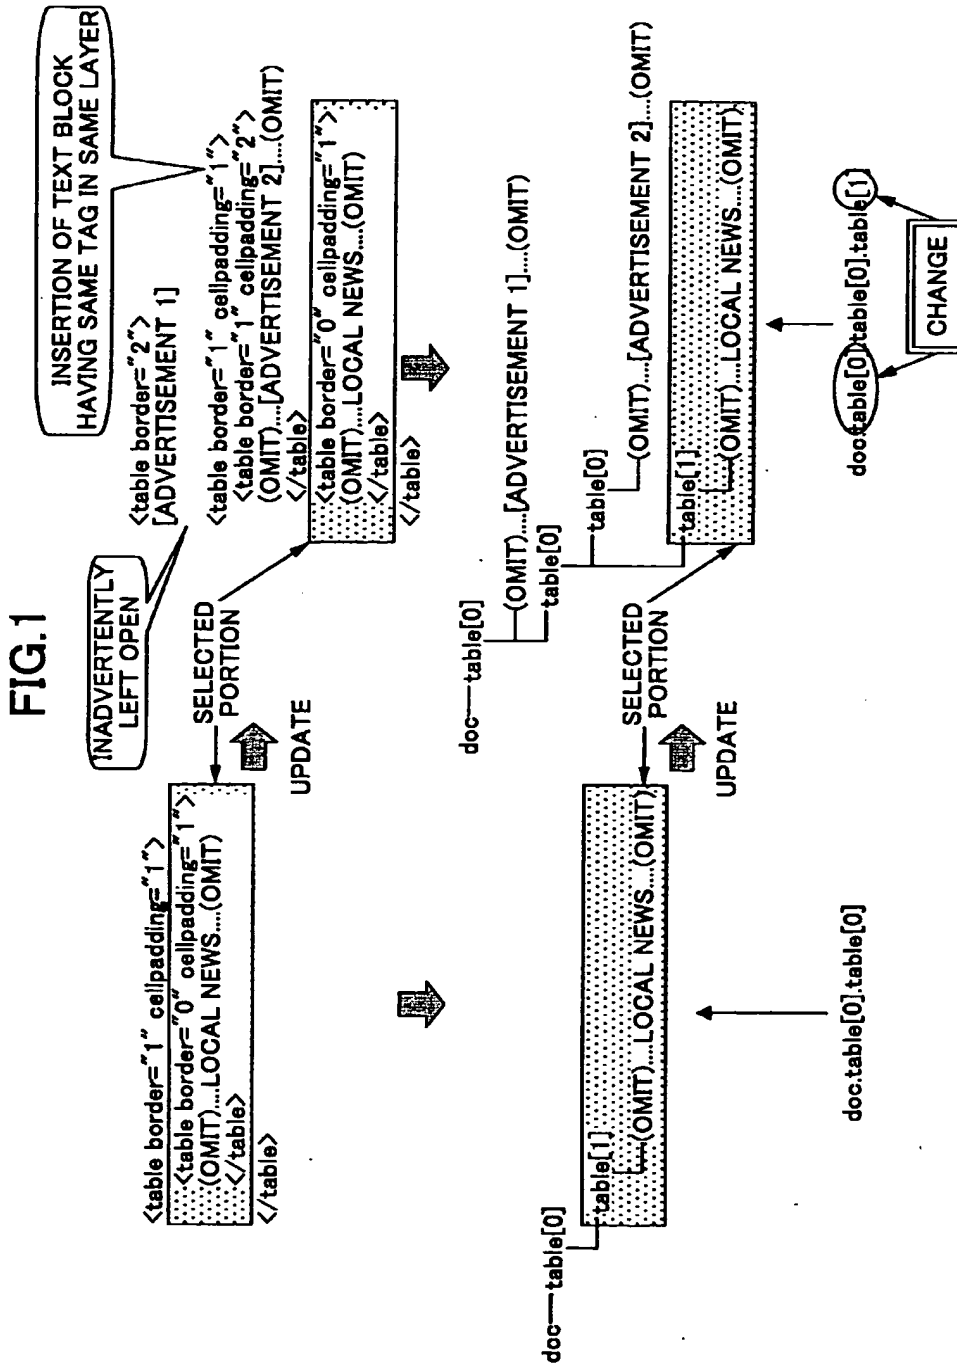 FIG.1
INADVERTENTLY
LEFT OPEN
INSERTION OF TEXT BLOCK
HAVING SAME TAG IN SAME LAYER
<table border="1" cellpadding="1">
<table border="0" cellpadding="1">
(OMIT)....LOCAL NEWS....(OMIT)
</table>
</table>
SELECTED
PORTION
UPDATE
<table border="2">
[ADVERTISEMENT 1]
<table border="1" cellpadding="1">
<table border="1" cellpadding="2">
(OMIT)....[ADVERTISEMENT 2]....(OMIT)
</table>
<table border="0" cellpadding="1">
(OMIT)....LOCAL NEWS....(OMIT)
</table>
</table>
doc table[0]
table[1]
(OMIT)....LOCAL NEWS....(OMIT)
doc.table[0].table[0]
SELECTED
PORTION
UPDATE
doc table[0]
(OMIT)....[ADVERTISEMENT 1]....(OMIT)
table[0]
table[0]
(OMIT)....[ADVERTISEMENT 2]....(OMIT)
table[1]
(OMIT)....LOCAL NEWS....(OMIT)
doc.table[0].table[0].table[1]
CHANGE